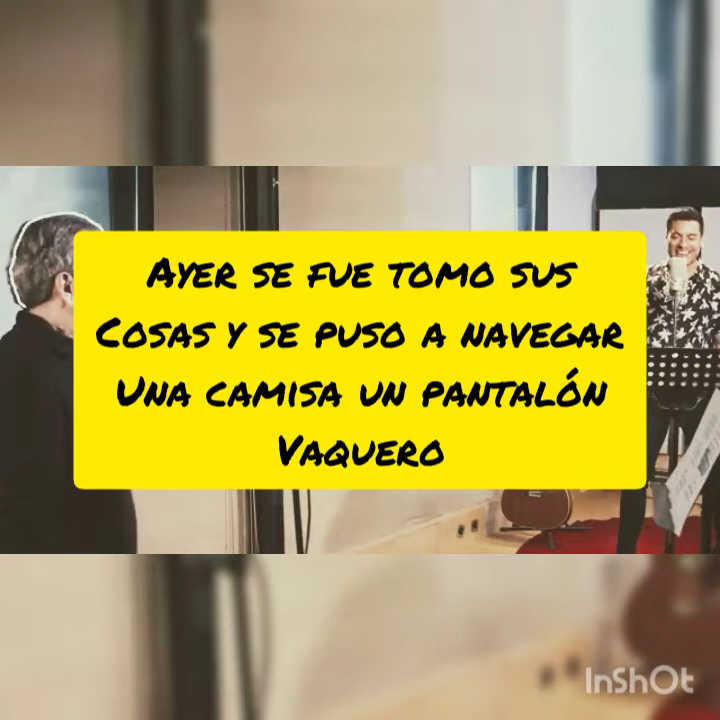 Ayer se fue tomo sus
Cosas y se puso a navegar
Una camisa un pantalón
Vaquero
InShOt